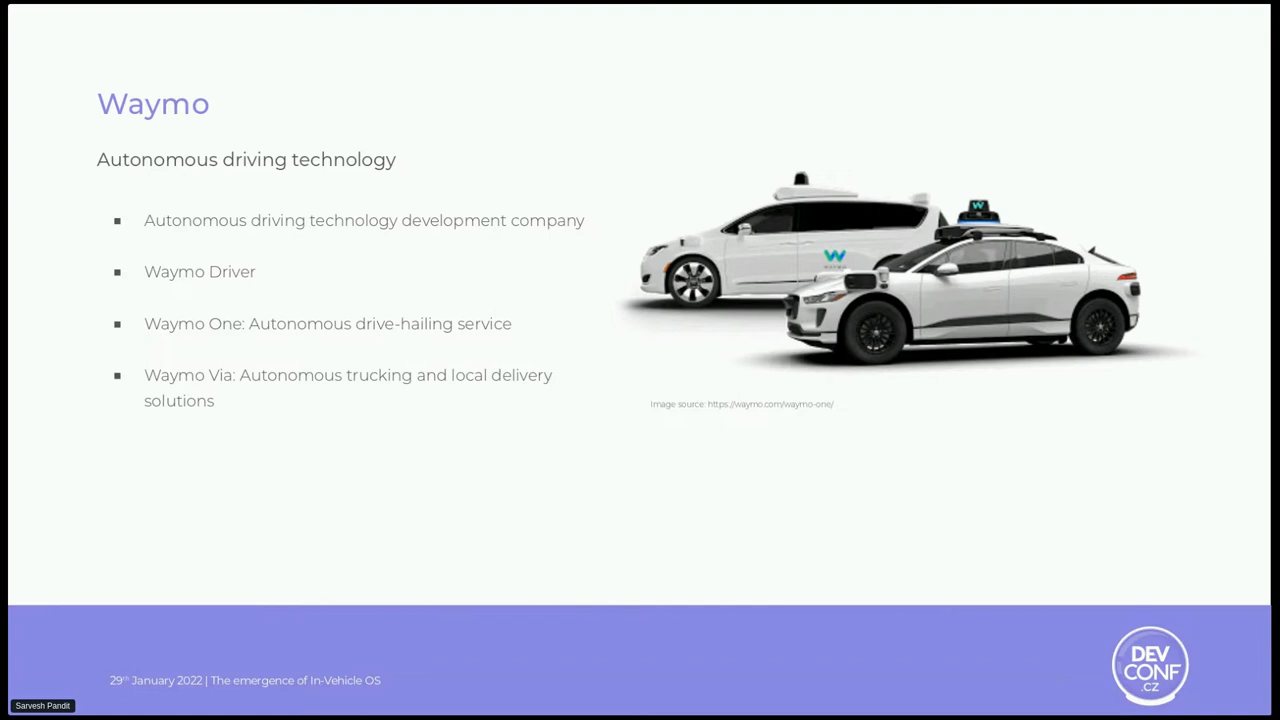 Waymo
Autonomous driving technology
▪ Autonomous driving technology development company
▪ Waymo Driver
▪ Waymo One: Autonomous drive-hailing service
▪ Waymo Via: Autonomous trucking and local delivery
solutions
W
W
Image source: https://waymo.com/waymo-one/
29th January 2022 | The emergence of In-Vehicle OS
DEV
CONF
.CZ
Sarvesh Pandit